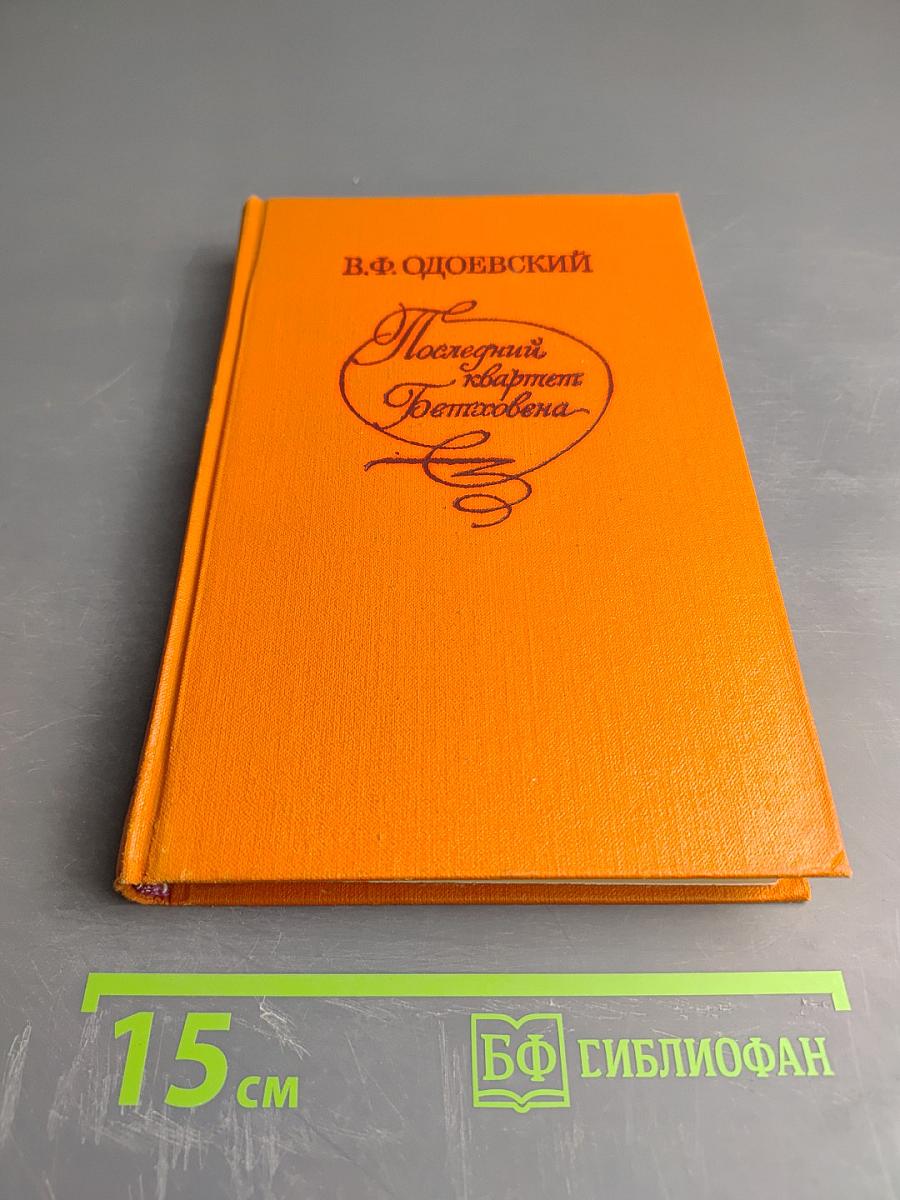 В.Ф. ОДОЕВСКИЙ
Последний
квартет
Бетховена
15 см
БФ БИБЛИОФАН